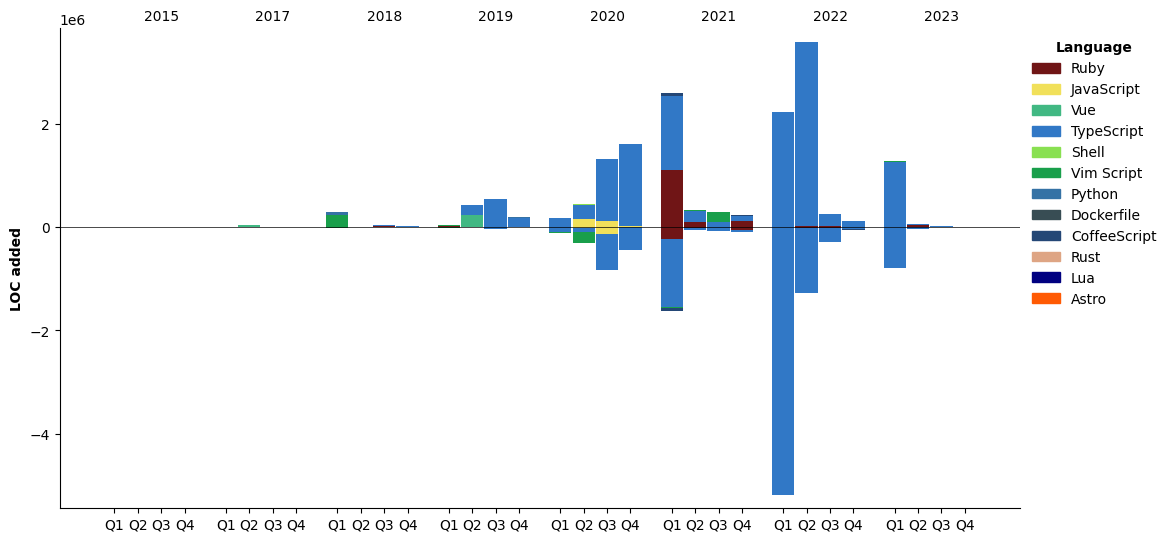 1e6
2015 2017 2018 2019 2020 2021 2022 2023
Language
Ruby
JavaScript
Vue
TypeScript
Shell
Vim Script
Python
Dockerfile
CoffeeScript
Rust
Lua
Astro
LOC added
2
0
−2
−4
Q1 Q2 Q3 Q4 Q1 Q2 Q3 Q4 Q1 Q2 Q3 Q4 Q1 Q2 Q3 Q4 Q1 Q2 Q3 Q4 Q1 Q2 Q3 Q4 Q1 Q2 Q3 Q4 Q1 Q2 Q3 Q4